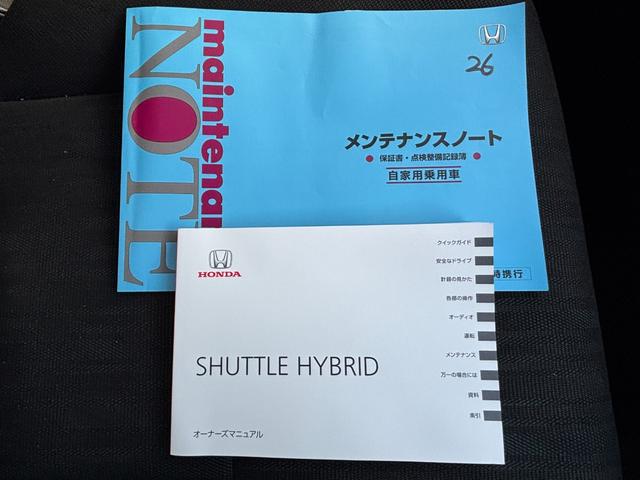 maintenan
NOTE
26
メンテナンスノート
● 保証書・点検整備記録簿 ●
自家用乗用車
時携行
HONDA
SHUTTLE HYBRID
オーナーズマニュアル
クイックガイド
安全なドライブ
計器の見かた
各部の操作
オーディオ
運転
メンテナンス
万一の場合には
資料
索引